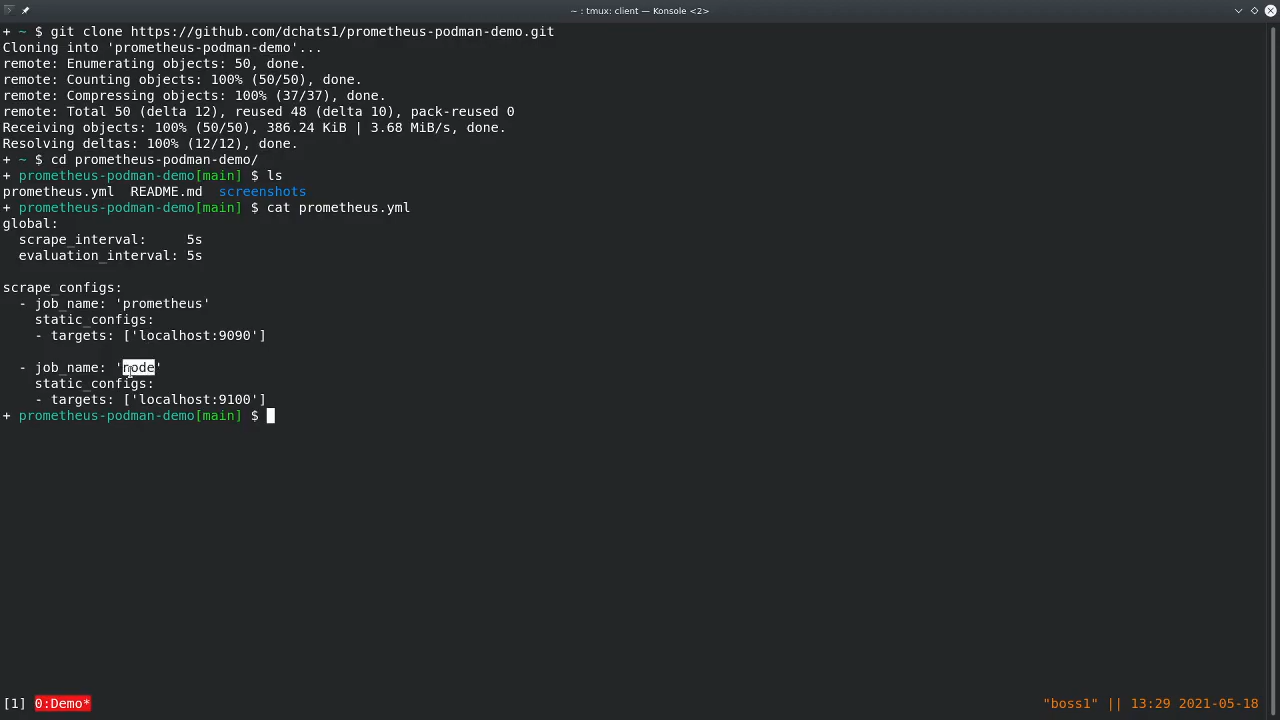 ~ : tmux: client — Konsole <2>
+ ~ $ git clone https://github.com/dchats1/prometheus-podman-demo.git
Cloning into 'prometheus-podman-demo'...
remote: Enumerating objects: 50, done.
remote: Counting objects: 100% (50/50), done.
remote: Compressing objects: 100% (37/37), done.
remote: Total 50 (delta 12), reused 48 (delta 10), pack-reused 0
Receiving objects: 100% (50/50), 386.24 KiB | 3.68 MiB/s, done.
Resolving deltas: 100% (12/12), done.
+ ~ $ cd prometheus-podman-demo/
+ prometheus-podman-demo[main] $ ls
prometheus.yml  README.md  screenshots
+ prometheus-podman-demo[main] $ cat prometheus.yml
global:
  scrape_interval:     5s
  evaluation_interval: 5s
scrape_configs:
  - job_name: 'prometheus'
    static_configs:
    - targets: ['localhost:9090']
  - job_name: 'node'
    static_configs:
    - targets: ['localhost:9100']
+ prometheus-podman-demo[main] $
[1] 0:Demo* "boss1" || 13:29 2021-05-18